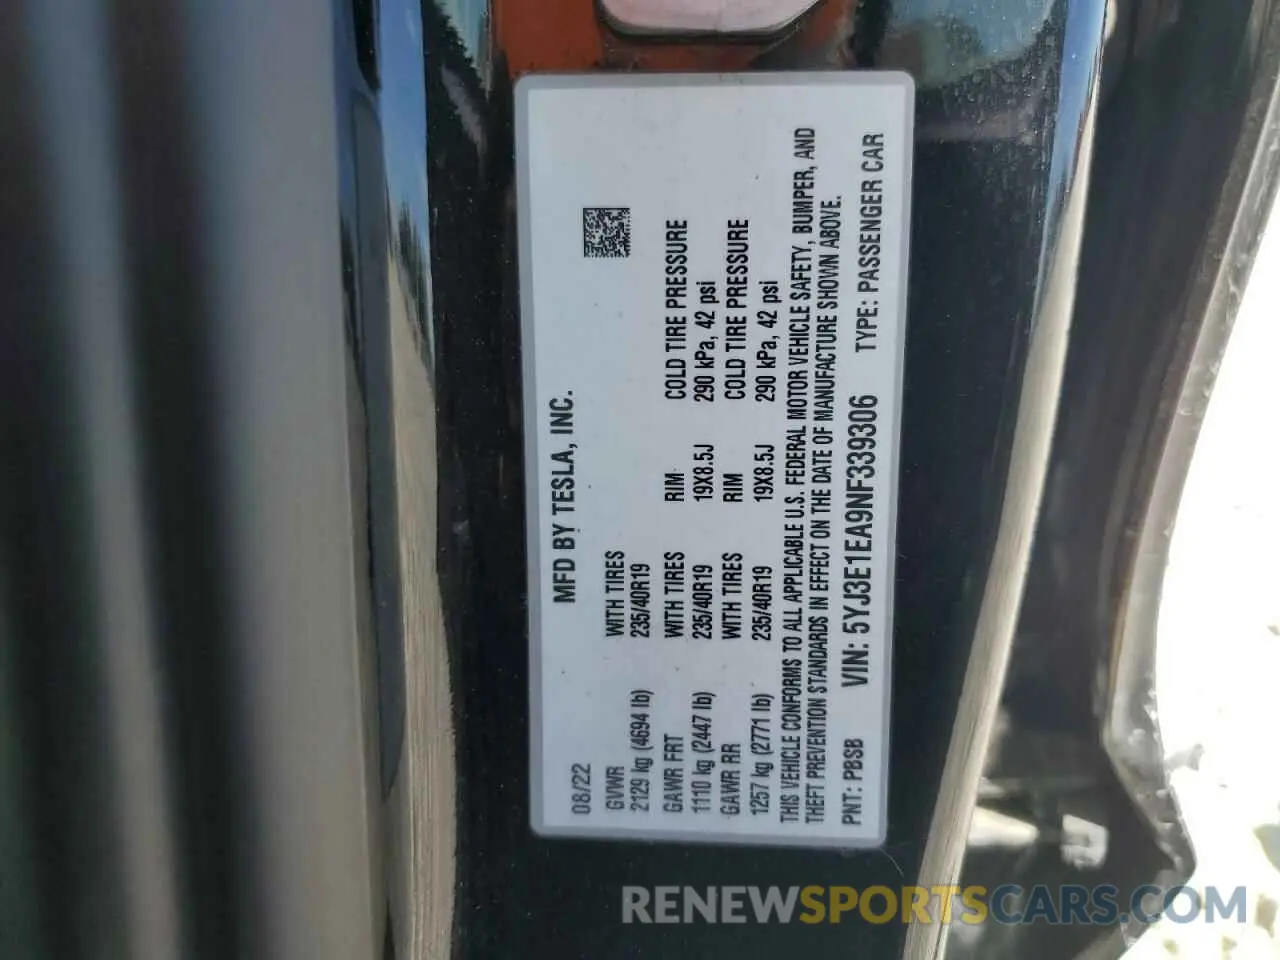 MFD BY TESLA, INC.
08/22
GVWR WITH TIRES
2129 kg (4694 lb) 235/40R19
GAWR FRT WITH TIRES RIM COLD TIRE PRESSURE
1110 kg (2447 lb) 235/40R19 19X8.5J 290 kPa, 42 psi
GAWR RR WITH TIRES RIM COLD TIRE PRESSURE
1257 kg (2771 lb) 235/40R19 19X8.5J 290 kPa, 42 psi
THIS VEHICLE CONFORMS TO ALL APPLICABLE U.S. FEDERAL MOTOR VEHICLE SAFETY, BUMPER, AND
THEFT PREVENTION STANDARDS IN EFFECT ON THE DATE OF MANUFACTURE SHOWN ABOVE.
PNT: PBSB VIN: 5YJ3E1EA9NF339306 TYPE: PASSENGER CAR
RENEWSPORTSCARS.COM